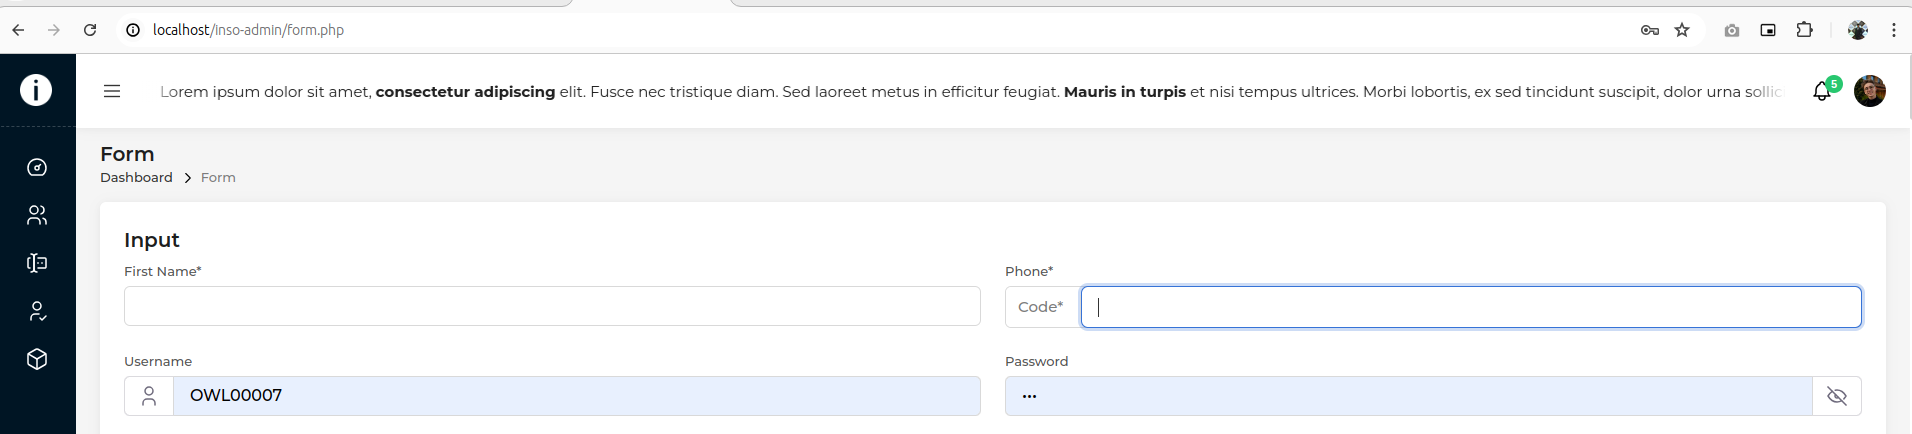 localhost/inso-admin/form.php
i
Lorem ipsum dolor sit amet, consectetur adipiscing elit. Fusce nec tristique diam. Sed laoreet metus in efficitur feugiat. Mauris in turpis et nisi tempus ultrices. Morbi lobortis, ex sed tincidunt suscipit, dolor urna sollic
5
Form
Dashboard > Form
Input
First Name*
Phone*
Code*
Username
Password
OWL00007
•••